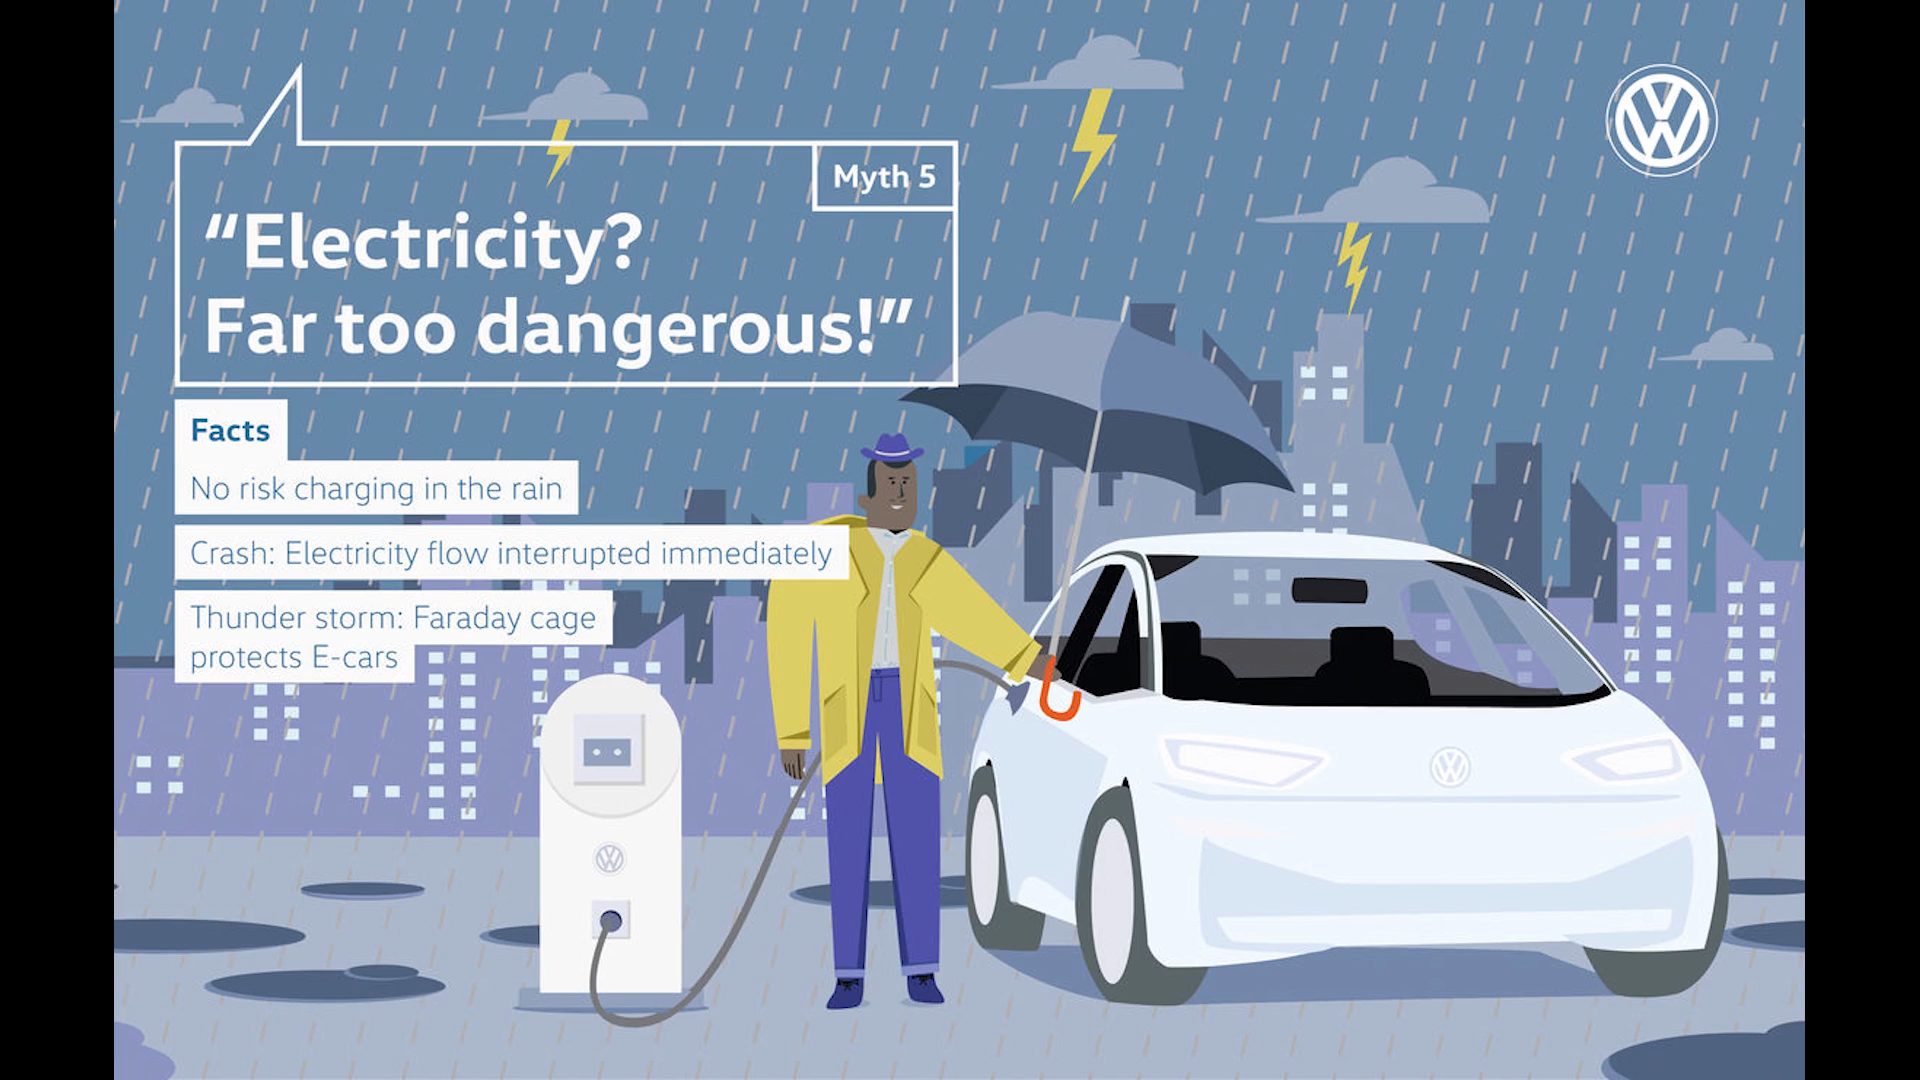 Myth 5
“Electricity?
Far too dangerous!”
Facts
No risk charging in the rain
Crash: Electricity flow interrupted immediately
Thunder storm: Faraday cage
protects E-cars